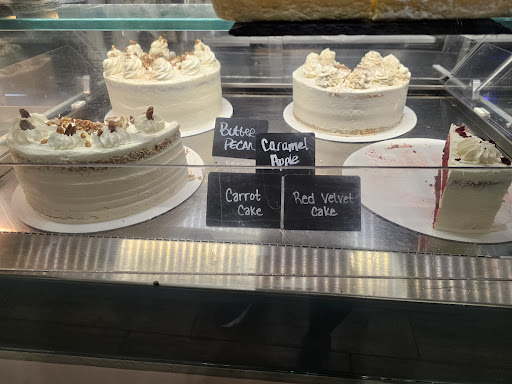 Butter
PECAN
Caramel
Apple
Carrot
Cake
Red Velvet
Cake